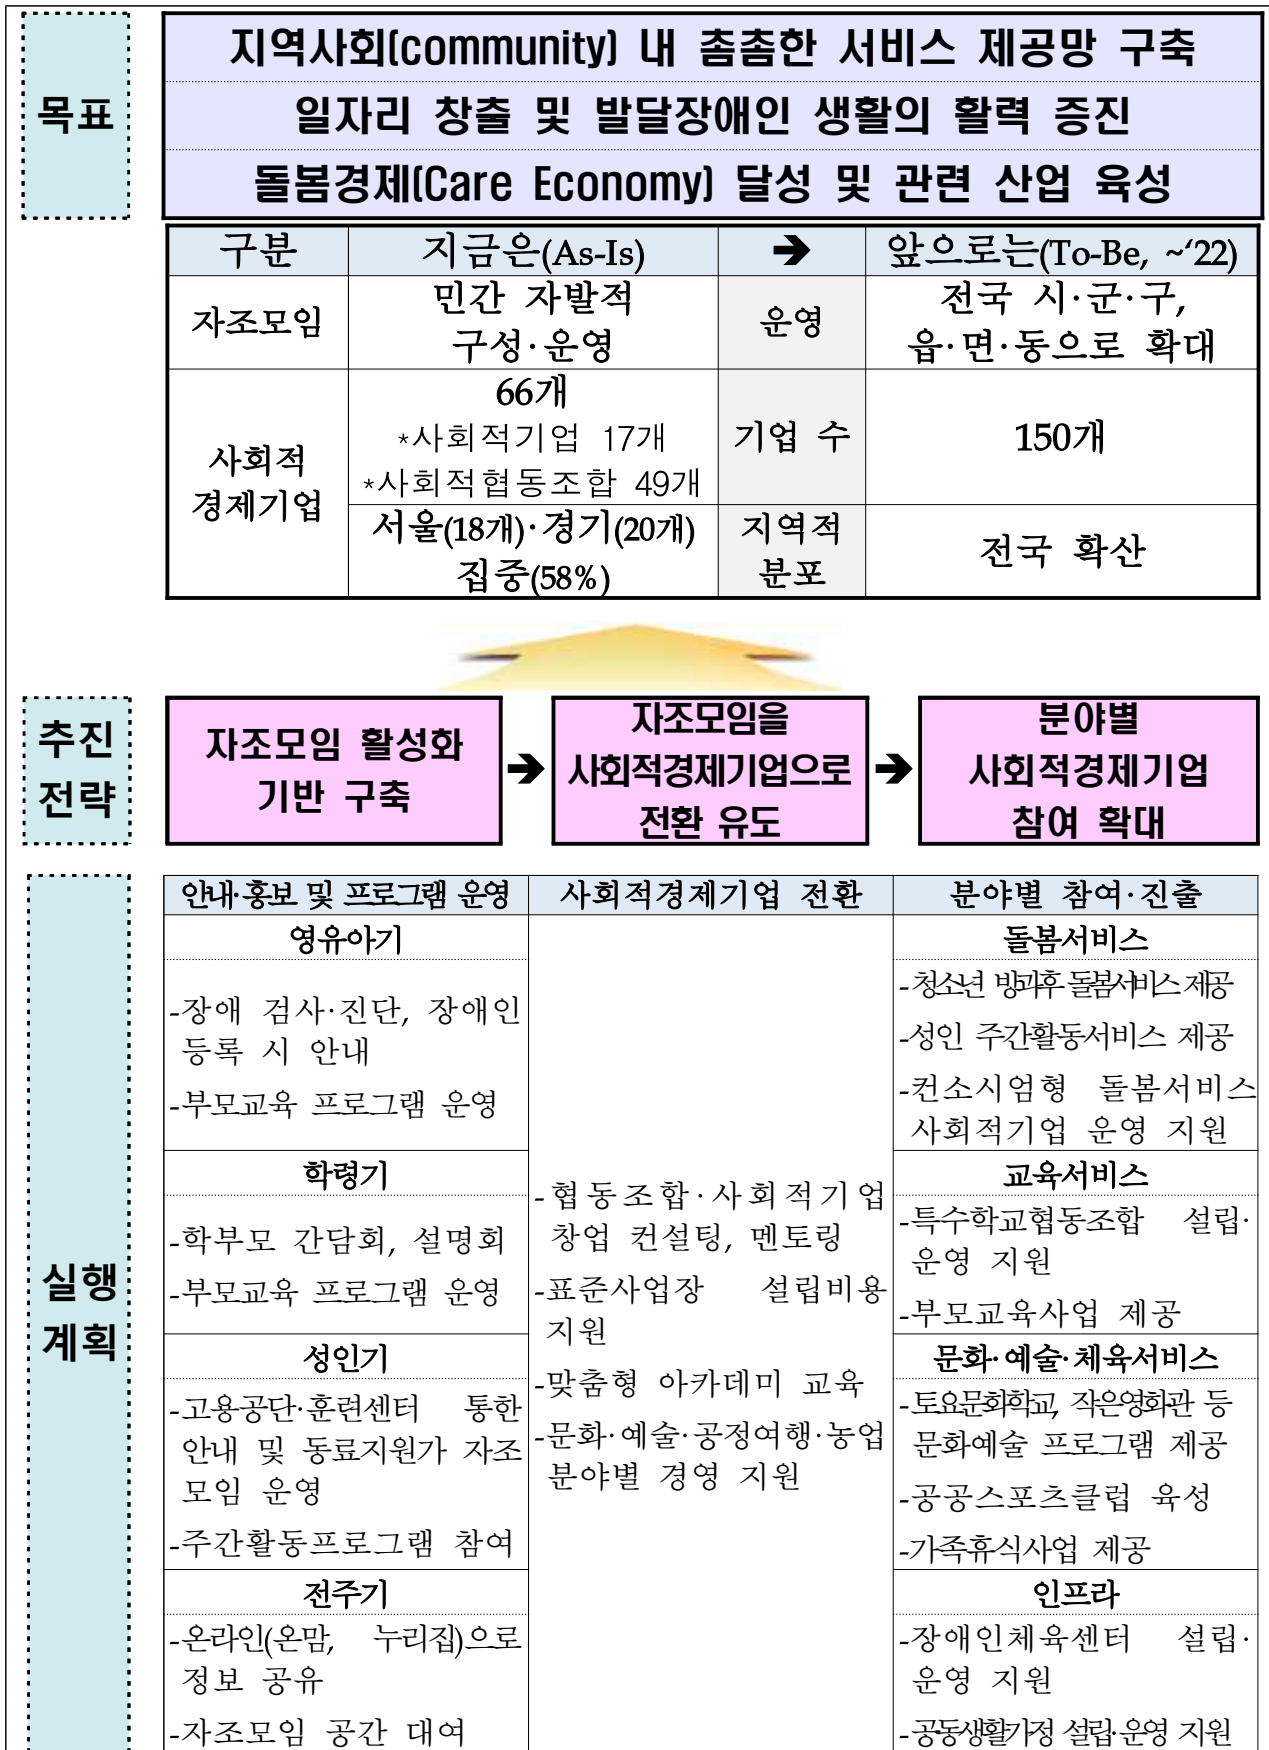 목표
지역사회(community) 내 촘촘한 서비스 제공망 구축
일자리 창출 및 발달장애인 생활의 활력 증진
돌봄경제(Care Economy) 달성 및 관련 산업 육성
구분 지금은(As-Is) ➔ 앞으로는(To-Be, ~‘22)
자조모임
민간 자발적
구성·운영
운영
전국 시·군·구,
읍·면·동으로 확대
사회적
경제기업
66개
*사회적기업 17개
*사회적협동조합 49개
기업 수
150개
서울(18개)·경기(20개)
집중(58%)
지역적
분포
전국 확산
추진
전략
자조모임 활성화
기반 구축
➔
자조모임을
사회적경제기업으로
전환 유도
➔
분야별
사회적경제기업
참여 확대
실행
계획
안내·홍보 및 프로그램 운영
영유아기
-장애 검사·진단, 장애인
등록 시 안내
-부모교육 프로그램 운영
학령기
-학부모 간담회, 설명회
-부모교육 프로그램 운영
성인기
-고용공단·훈련센터 통한
안내 및 동료지원가 자조
모임 운영
-주간활동프로그램 참여
전주기
-온라인(온맘, 누리집)으로
정보 공유
-자조모임 공간 대여
사회적경제기업 전환
-협동조합·사회적기업
창업 컨설팅, 멘토링
-표준사업장 설립비용
지원
-맞춤형 아카데미 교육
-문화·예술·공정여행·농업
분야별 경영 지원
분야별 참여·진출
돌봄서비스
-청소년 방과후 돌봄서비스 제공
-성인 주간활동서비스 제공
-컨소시엄형 돌봄서비스
사회적기업 운영 지원
교육서비스
-특수학교협동조합 설립·
운영 지원
-부모교육사업 제공
문화·예술·체육서비스
-토요문화학교, 작은영화관 등
문화예술 프로그램 제공
-공공스포츠클럽 육성
-가족휴식사업 제공
인프라
-장애인체육센터 설립·
운영 지원
-공동생활가정 설립·운영 지원